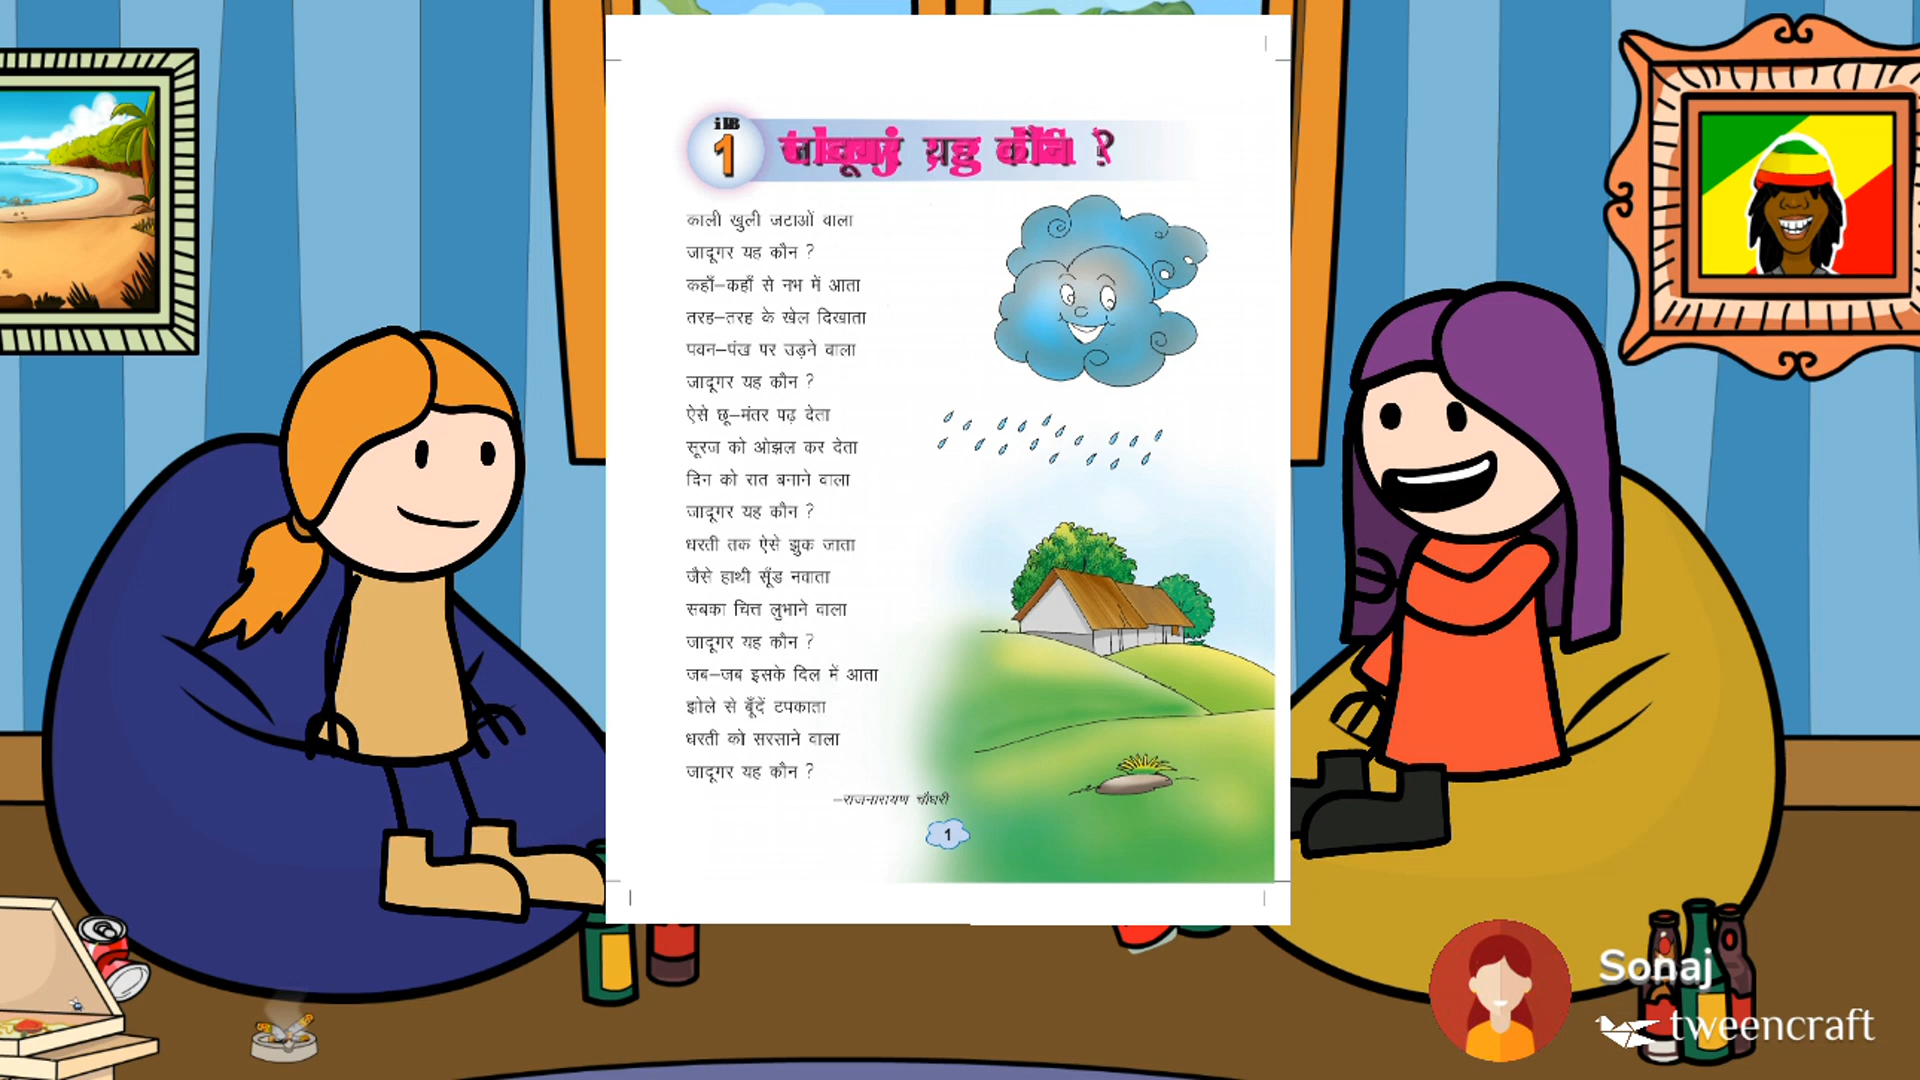 पाठ
1
जादूगर यह कौन ?
काली खुली जटाओं वाला
जादूगर यह कौन ?
कहाँ–कहाँ से नभ में आता
तरह–तरह के खेल दिखाता
पवन–पंख पर उड़ने वाला
जादूगर यह कौन ?
ऐसे छू–मंतर पढ़ देता
सूरज को ओझल कर देता
दिन को रात बनाने वाला
जादूगर यह कौन ?
धरती तक ऐसे झुक जाता
जैसे हाथी सूँड नवाता
सबका चित्त लुभाने वाला
जादूगर यह कौन ?
जब–जब इसके दिल में आता
झोले से बूँदें टपकाता
धरती को सरसाने वाला
जादूगर यह कौन ?
–राजनारायण चौधरी
1
Sonaj
tweencraft